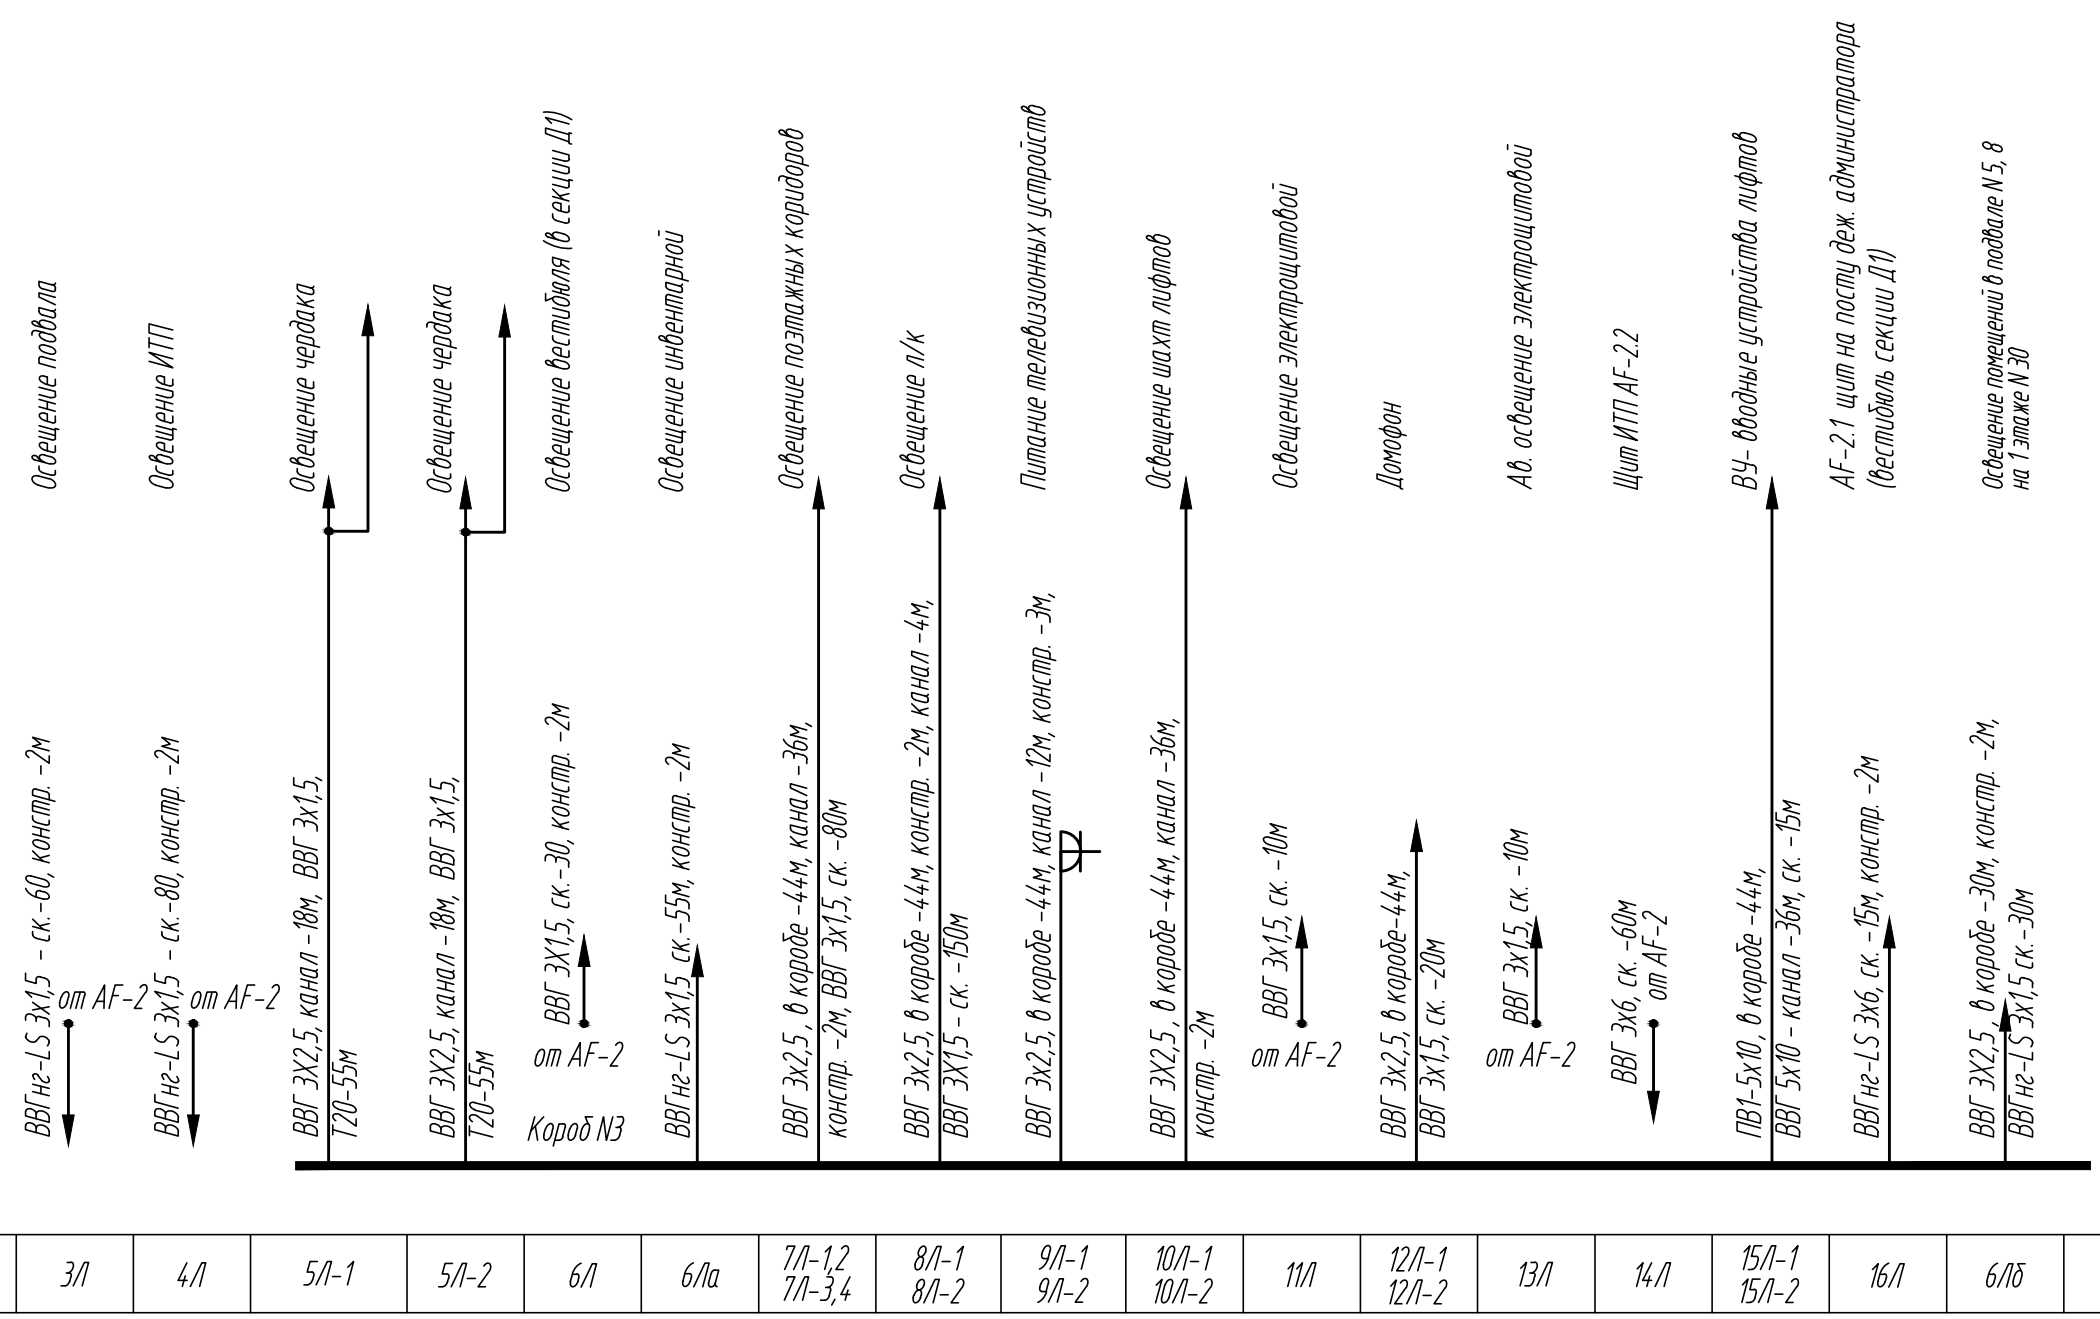 Освещение подвала
Освещение ИТП
Освещение чердака
Освещение чердака
Освещение вестибюля (в секции Д1)
Освещение инвентарной
Освещение поэтажных коридоров
Освещение л/к
Питание телевизионных устройств
Освещение шахт лифтов
Освещение электрощитовой
Домофон
Ав. освещение электрощитовой
Щит ИТП AF-2.2
ВУ- вводные устройства лифтов
AF-2.1 щит на посту деж. администратора
(вестибюль секции Д1)
Освещение помещений в подвале N 5, 8
на 1 этаже N 30
ВВГнг-LS 3х1,5 - ск.-60, констр. -2м
от AF-2
ВВГнг-LS 3х1,5 - ск.-80, констр. -2м
от AF-2
ВВГ 3Х2,5, канал -18м, ВВГ 3х1,5,
Т20-55м
ВВГ 3Х2,5, канал -18м, ВВГ 3х1,5,
Т20-55м
ВВГ 3Х1,5, ск.-30, констр. -2м
от AF-2
Короб N3
ВВГнг-LS 3х1,5 ск.-55м, констр. -2м
ВВГ 3х2,5, в коробе -44м, канал -36м,
констр. -2м, ВВГ 3х1,5, ск. -80м
ВВГ 3х2,5, в коробе -44м, констр. -2м, канал -4м,
ВВГ 3Х1,5 - ск. -150м
ВВГ 3х2,5, в коробе -44м, канал -12м, констр. -3м,
ВВГ 3Х2,5, в коробе -44м, канал -36м,
констр. -2м
ВВГ 3х1,5, ск. -10м
от AF-2
ВВГ 3х2,5, в коробе-44м,
ВВГ 3х1,5, ск. -20м
ВВГ 3х1,5, ск. -10м
от AF-2
ВВГ 3х6, ск. -60м
от AF-2
ПВ1-5х10, в коробе -44м,
ВВГ 5х10 - канал -36м, ск. -15м
ВВГнг-LS 3х6, ск. -15м, констр. -2м
ВВГ 3Х2,5, в коробе -30м, констр. -2м,
ВВГнг-LS 3х1,5 ск.-30м
3Л
4Л
5Л-1
5Л-2
6Л
6Ла
7Л-1,2
7Л-3,4
8Л-1
8Л-2
9Л-1
9Л-2
10Л-1
10Л-2
11Л
12Л-1
12Л-2
13Л
14Л
15Л-1
15Л-2
16Л
6Лб